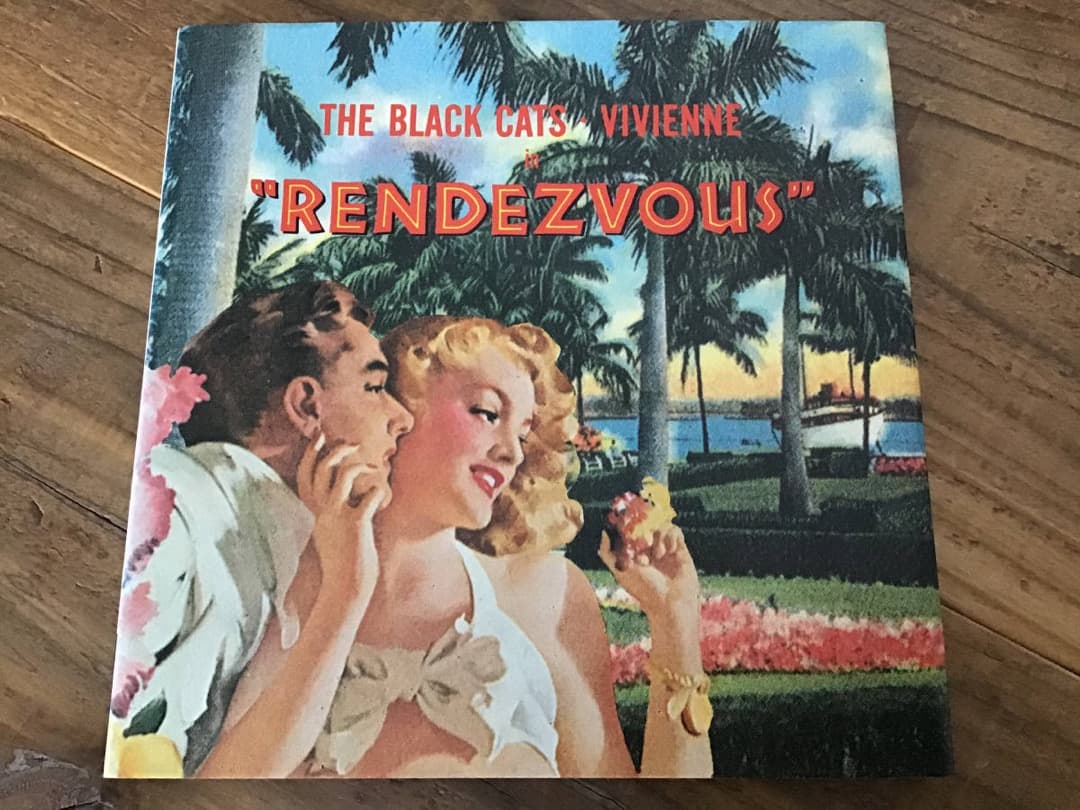 THE BLACK CATS · VIVIENNE
in
"RENDEZVOUS"